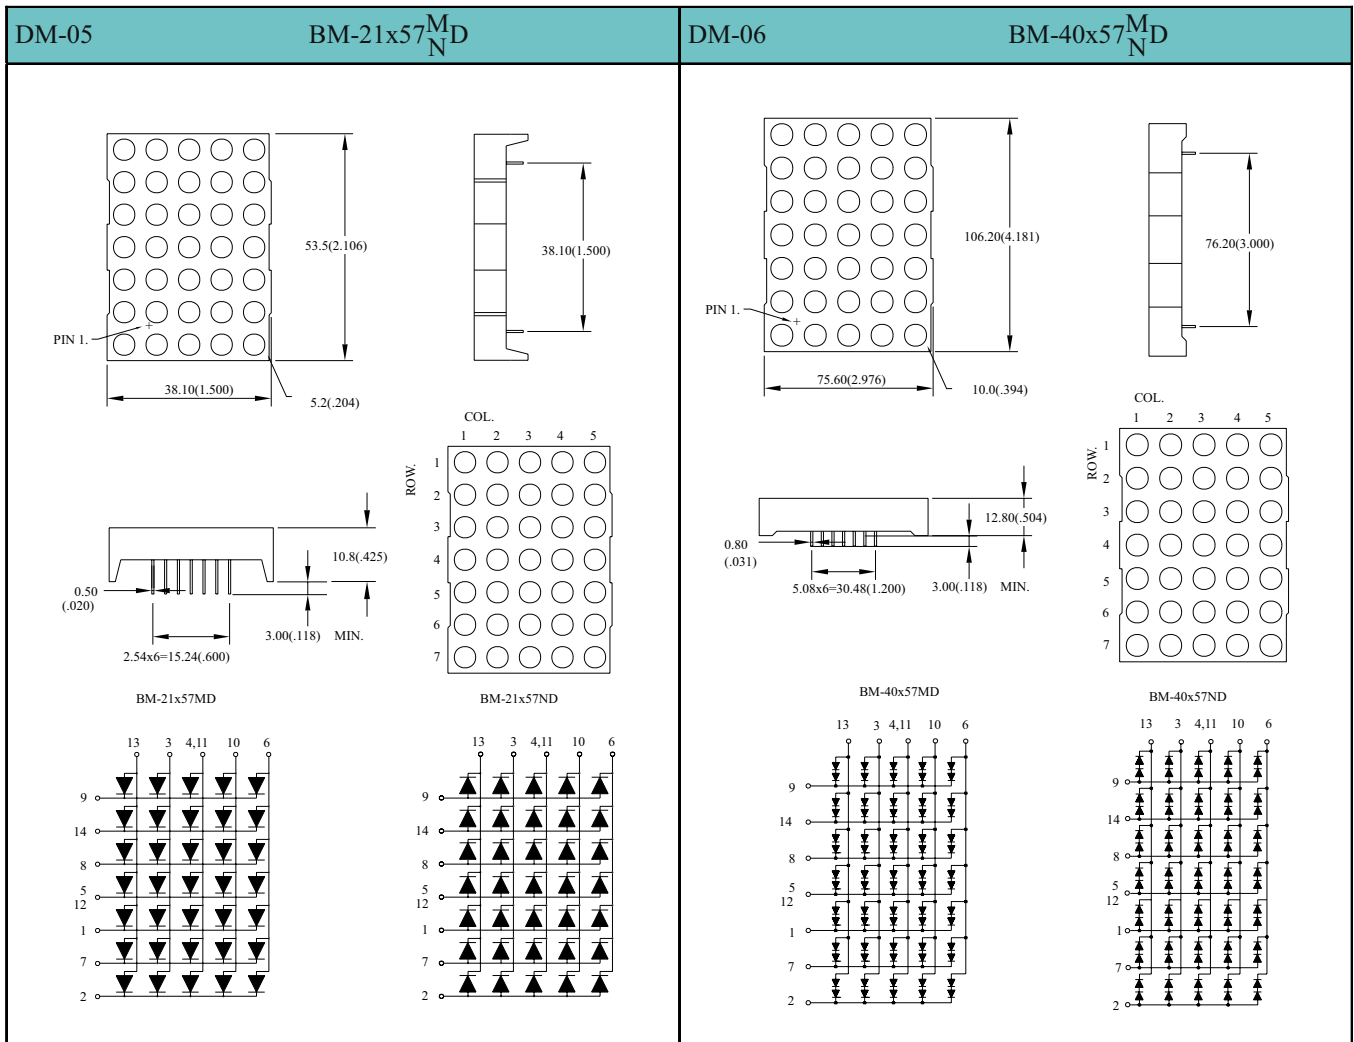 DM-05 BM-21x57MND
DM-06 BM-40x57MND
53.5(2.106)
38.10(1.500)
PIN 1.
38.10(1.500)
5.2(.204)
COL.
1 2 3 4 5
ROW.
1
2
3
4
5
6
7
10.8(.425)
0.50
(.020)
3.00(.118) MIN.
2.54x6=15.24(.600)
BM-21x57MD
13 3 4,11 10 6
9
14
8
5
12
1
7
2
BM-21x57ND
13 3 4,11 10 6
9
14
8
5
12
1
7
2
106.20(4.181)
76.20(3.000)
PIN 1.
75.60(2.976)
10.0(.394)
COL.
1 2 3 4 5
ROW.
1
2
3
4
5
6
7
12.80(.504)
0.80
(.031)
5.08x6=30.48(1.200)
3.00(.118) MIN.
BM-40x57MD
13 3 4,11 10 6
9
14
8
5
12
1
7
2
BM-40x57ND
13 3 4,11 10 6
9
14
8
5
12
1
7
2